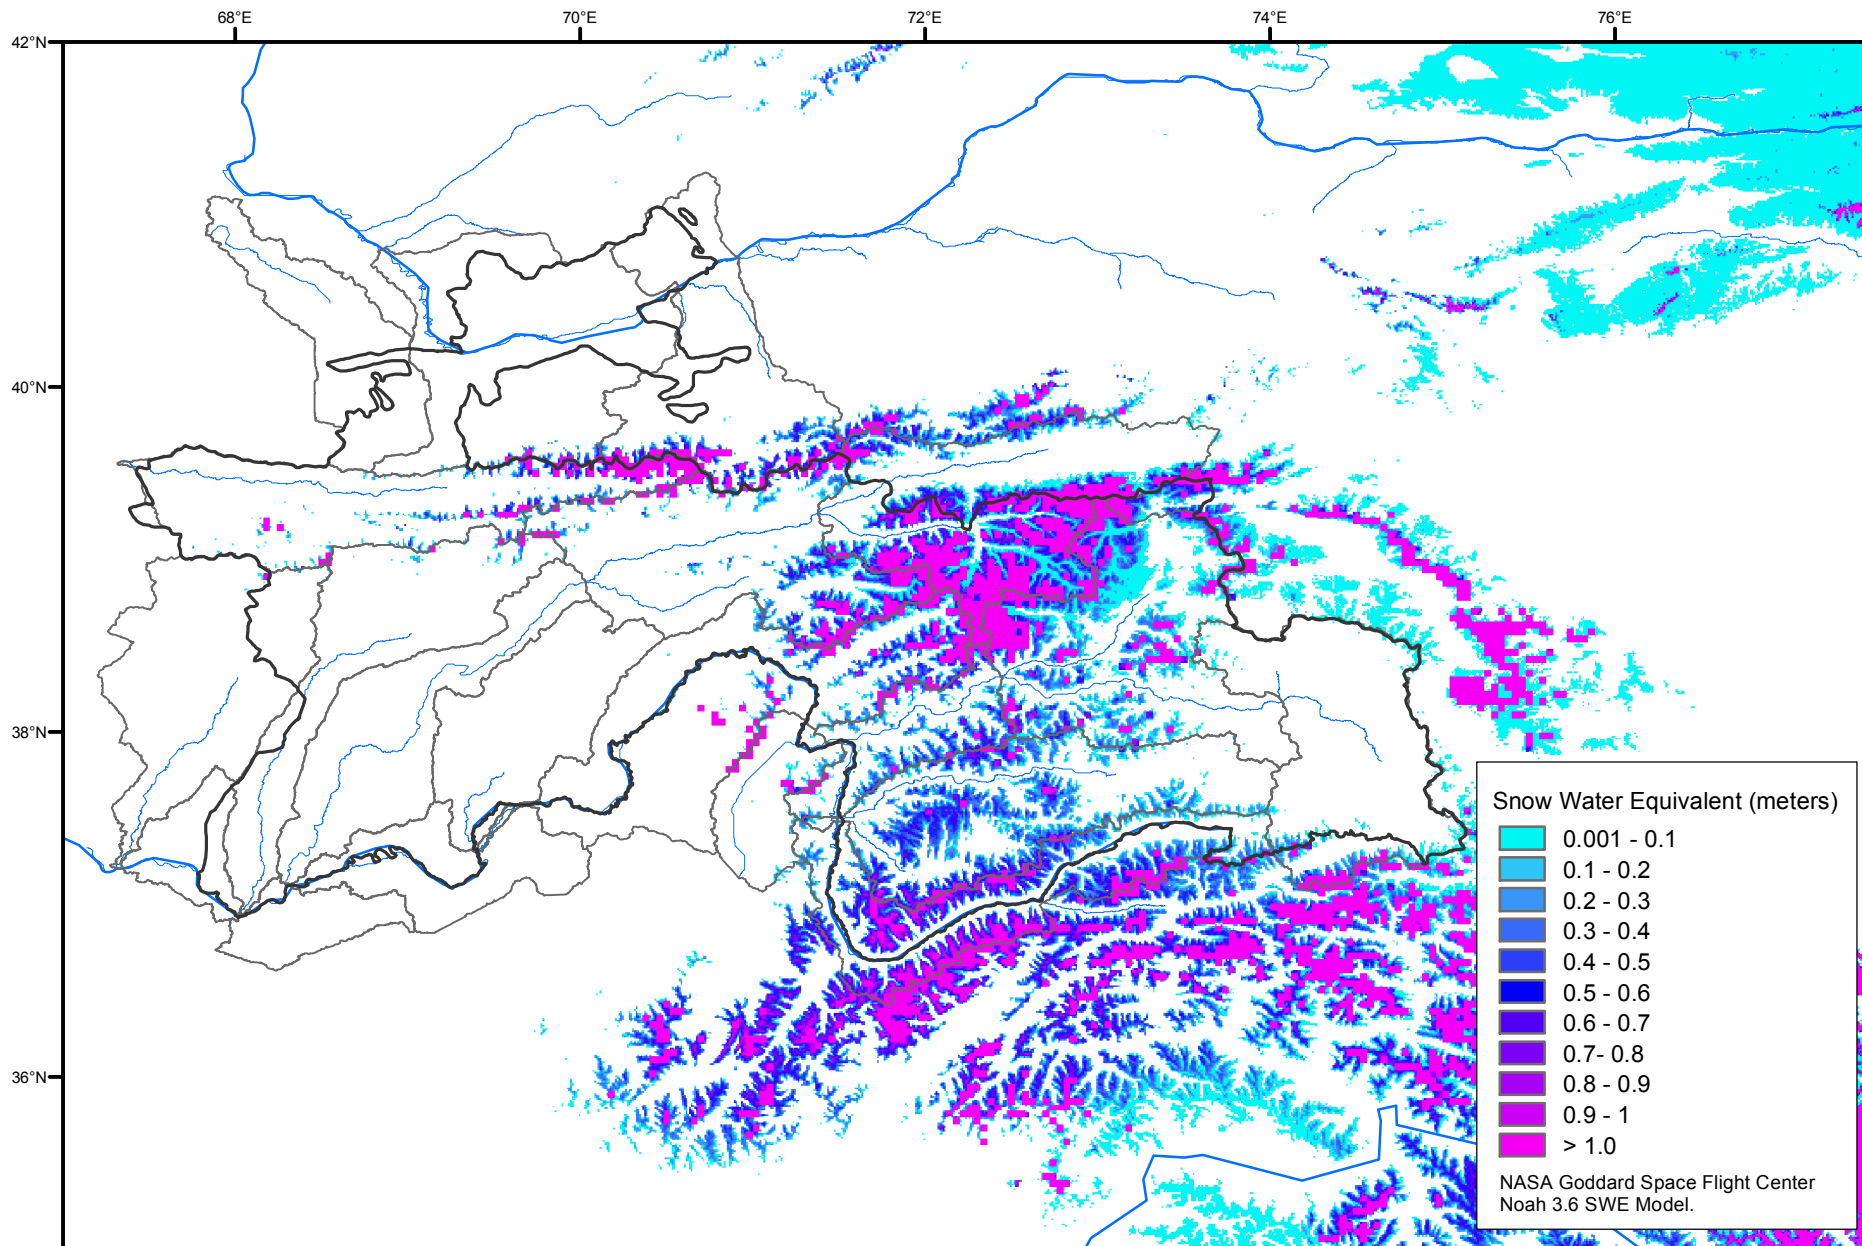 68°E 70°E 72°E 74°E 76°E
42°N
40°N
38°N
36°N
Snow Water Equivalent (meters)
0.001 - 0.1
0.1 - 0.2
0.2 - 0.3
0.3 - 0.4
0.4 - 0.5
0.5 - 0.6
0.6 - 0.7
0.7- 0.8
0.8 - 0.9
0.9 - 1
> 1.0
NASA Goddard Space Flight Center
Noah 3.6 SWE Model.